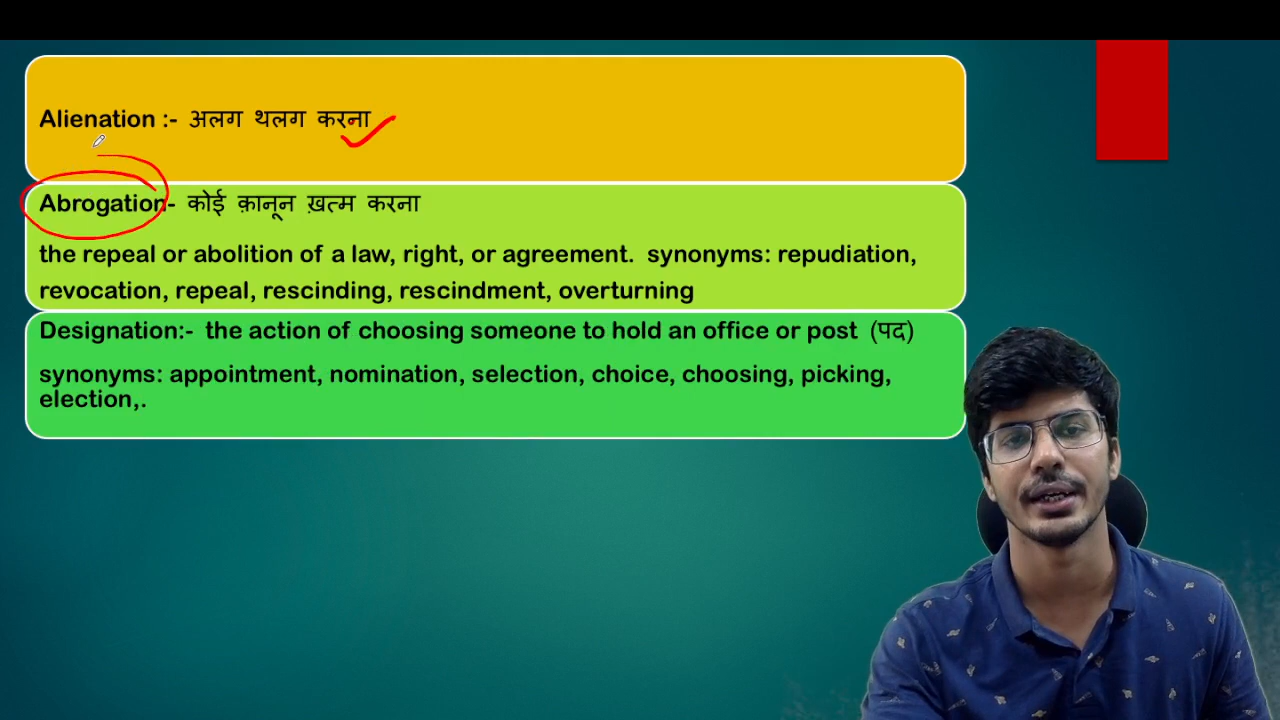 Alienation :- अलग थलग करना
Abrogation- कोई क़ानून ख़त्म करना
the repeal or abolition of a law, right, or agreement. synonyms: repudiation,
revocation, repeal, rescinding, rescindment, overturning
Designation:- the action of choosing someone to hold an office or post (पद)
synonyms: appointment, nomination, selection, choice, choosing, picking,
election,.